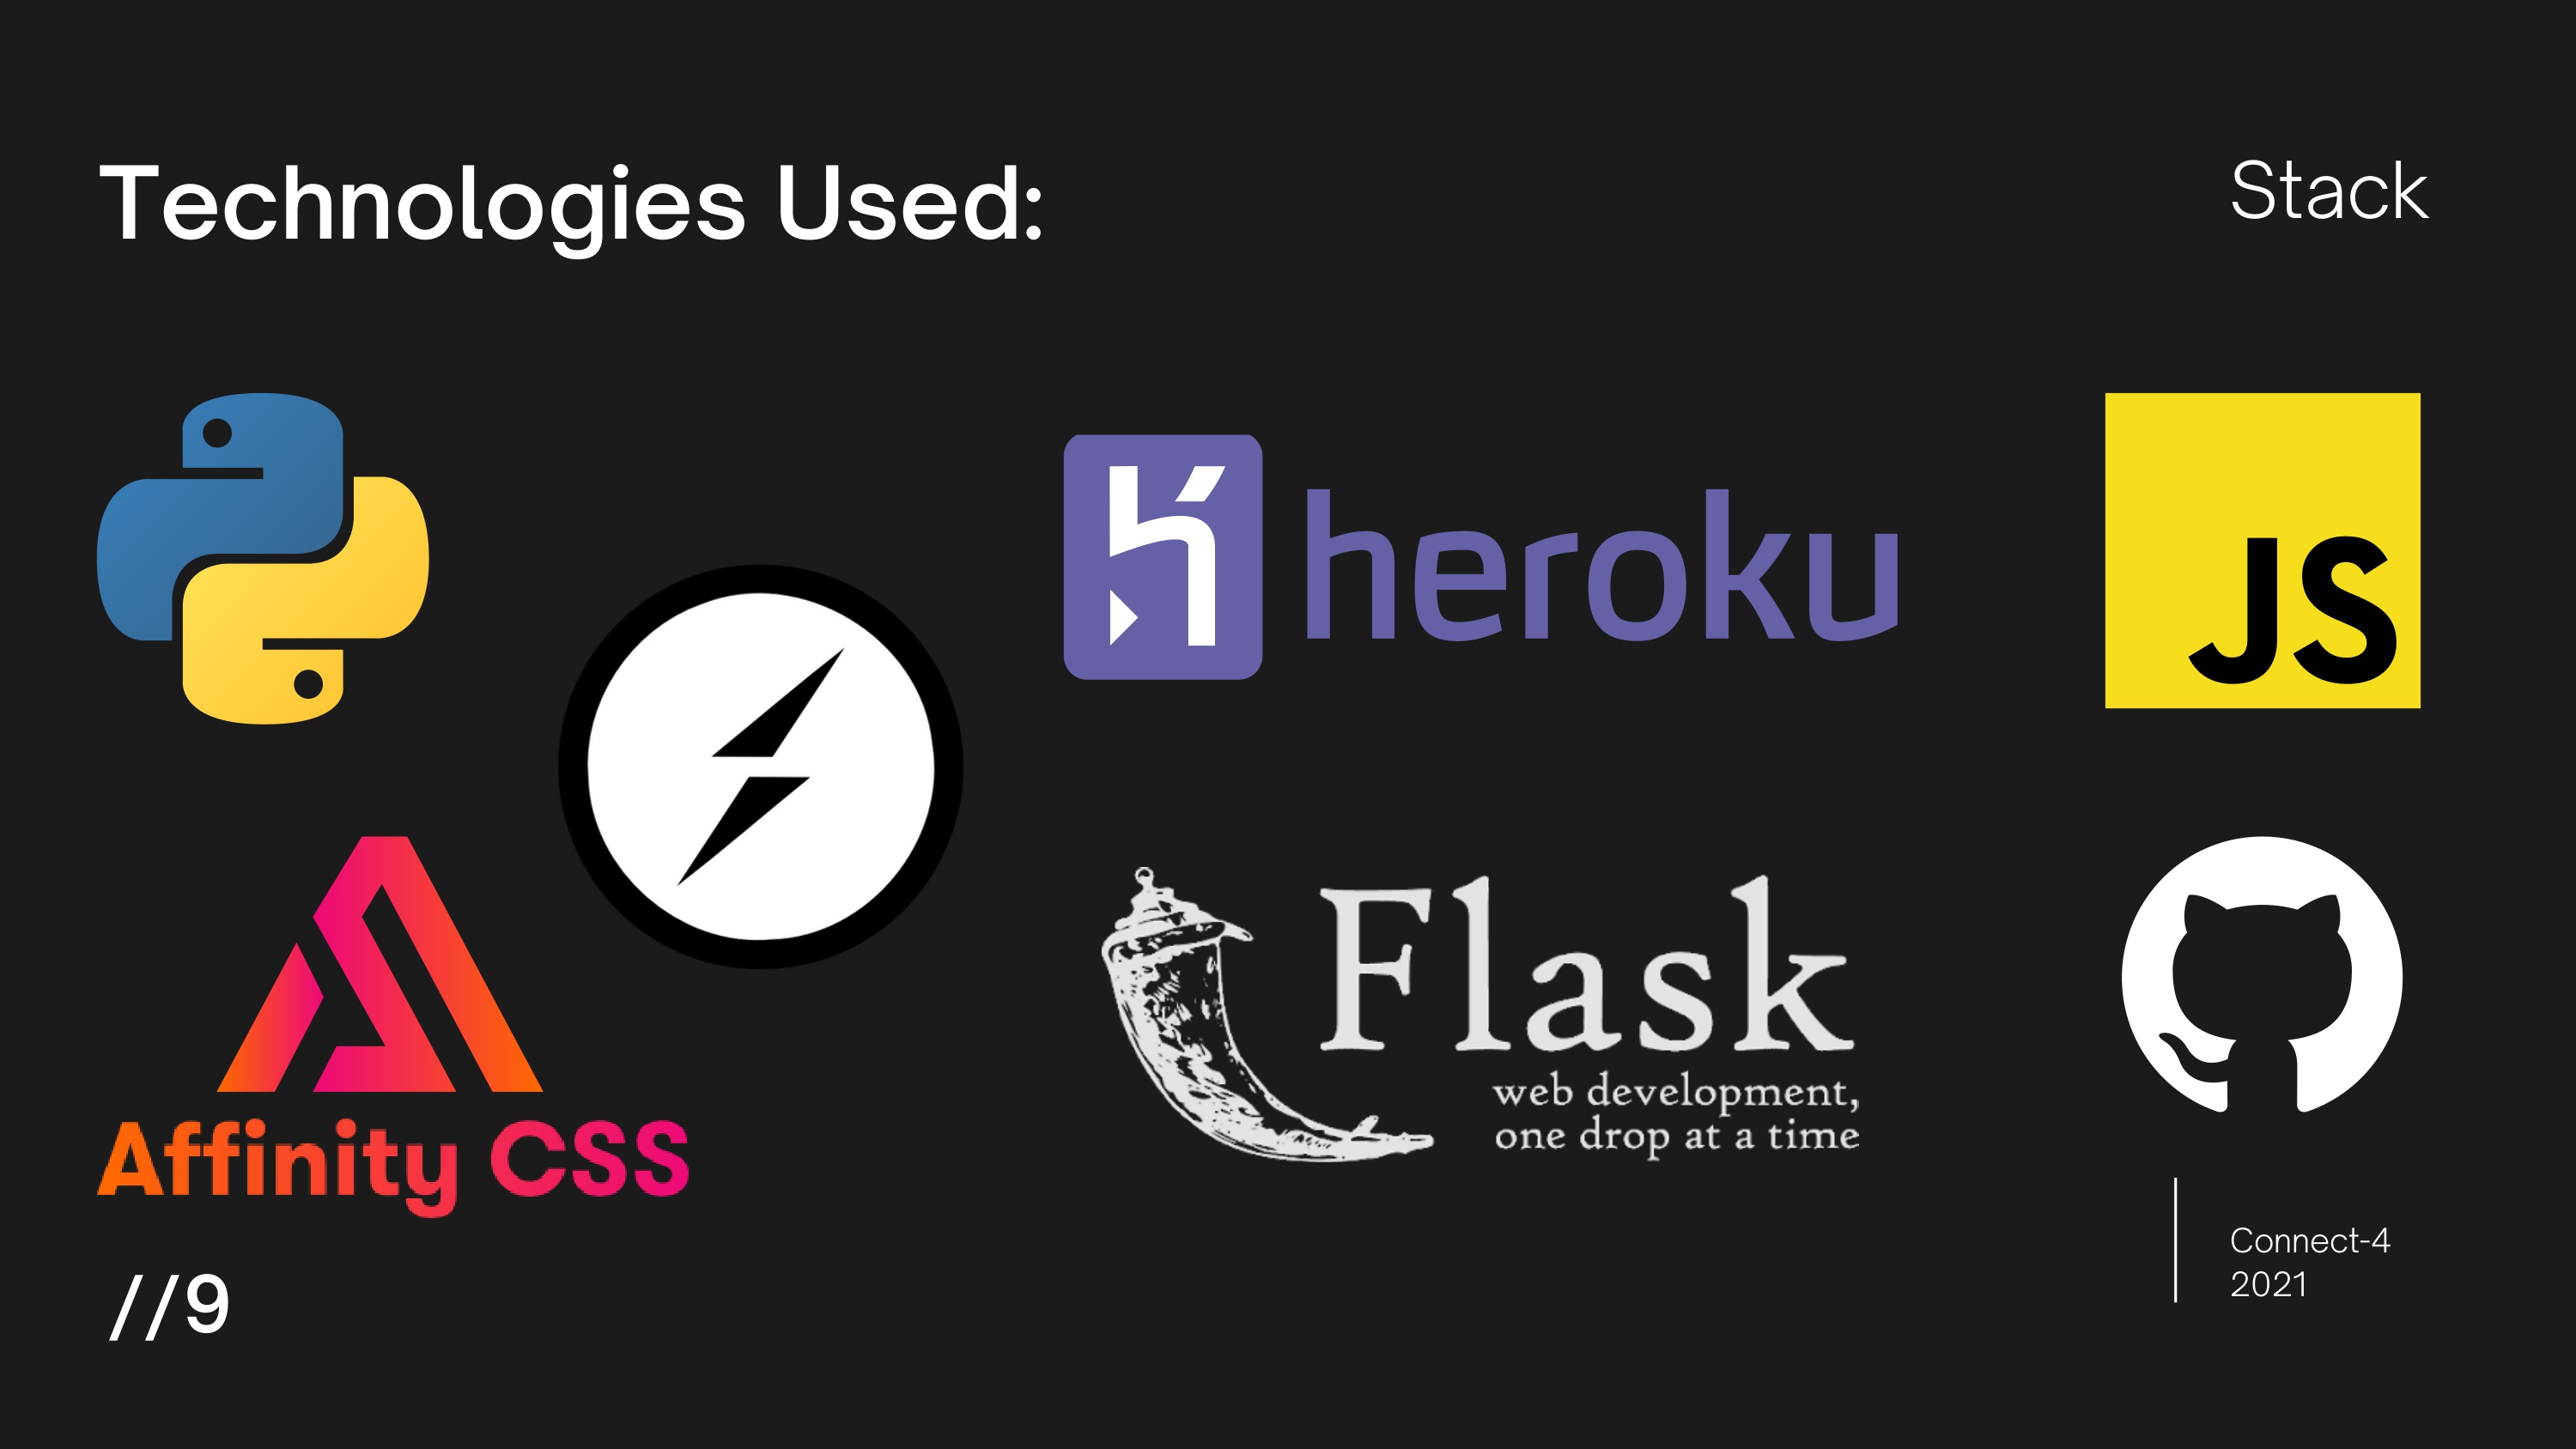 Technologies Used:
Stack
heroku
JS
Affinity CSS
Flask
web development,
one drop at a time
//9
Connect-4
2021